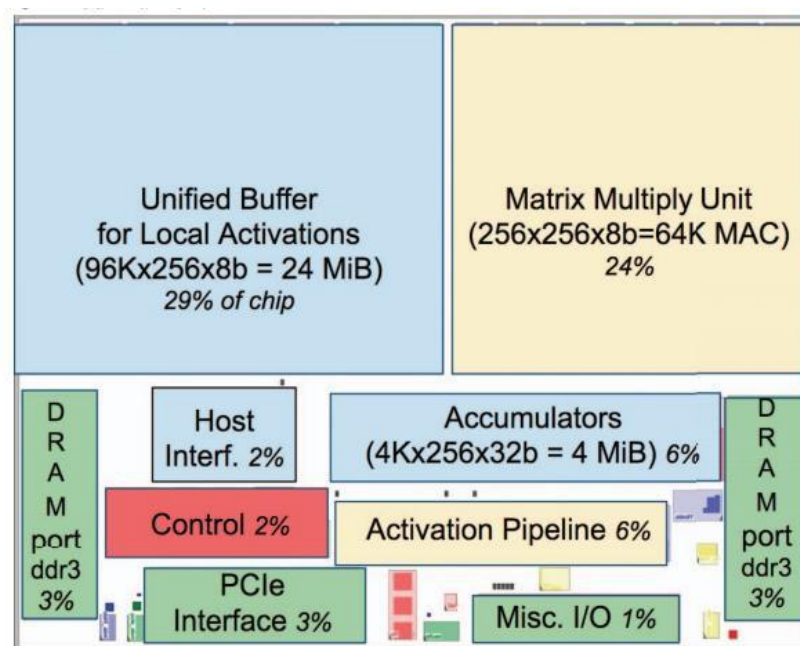 Unified Buffer
for Local Activations
(96Kx256x8b = 24 MiB)
29% of chip
Matrix Multiply Unit
(256x256x8b=64K MAC)
24%
D
R
A
M
port
ddr3
3%
Host
Interf. 2%
Accumulators
(4Kx256x32b = 4 MiB) 6%
D
R
A
M
port
ddr3
3%
Control 2%
Activation Pipeline 6%
PCIe
Interface 3%
Misc. I/O 1%